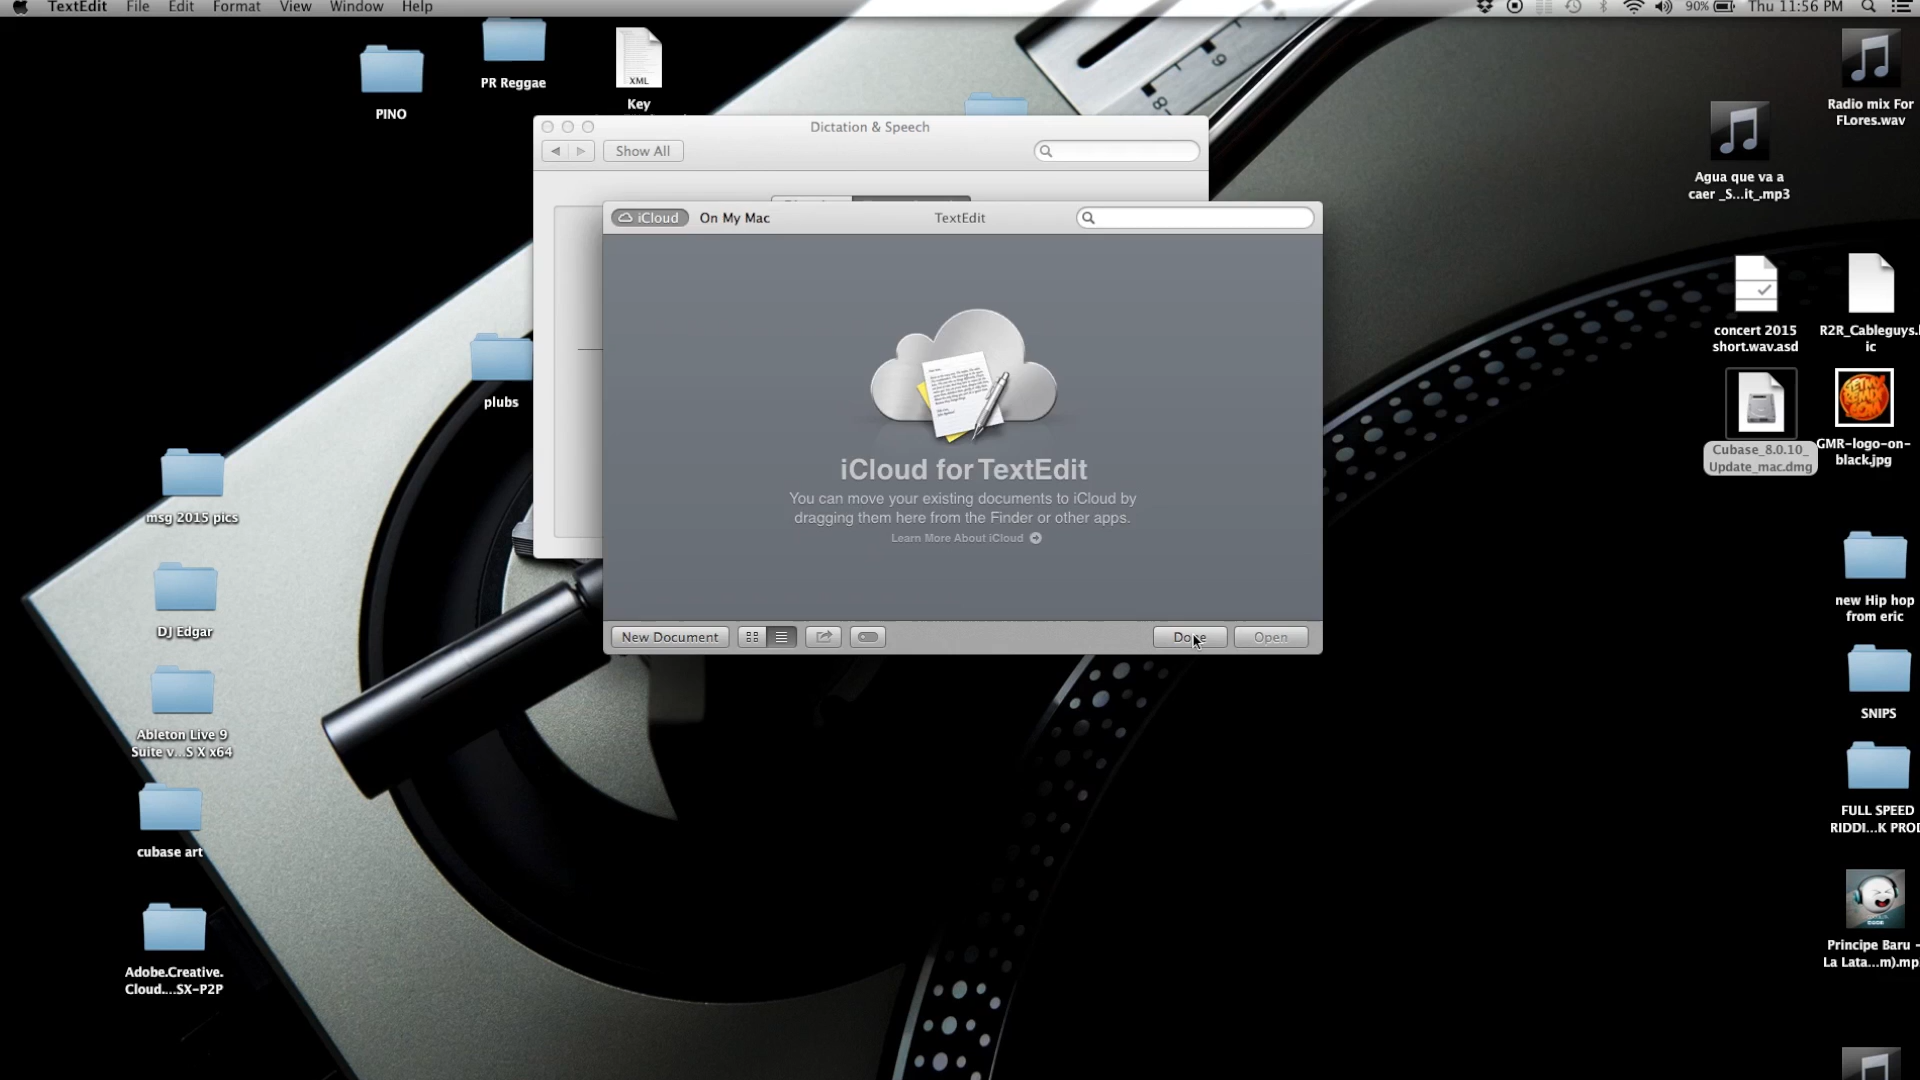 TextEdit File Edit Format View Window Help
90% Thu 11:56 PM
PINO
PR Reggae
XML
Key
Radio mix For
FLores.wav
Agua que va a
caer _S...it_.mp3
Dictation & Speech
Show All
iCloud On My Mac TextEdit
iCloud for TextEdit
You can move your existing documents to iCloud by
dragging them here from the Finder or other apps.
Learn More About iCloud
New Document
Done
Open
concert 2015
short.wav.asd
R2R_Cableguys.l
ic
plubs
Cubase_8.0.10_
Update_mac.dmg
GMR-logo-on-
black.jpg
msg 2015 pics
DJ Edgar
new Hip hop
from eric
SNIPS
Ableton Live 9
Suite v...S X x64
FULL SPEED
RIDDI...K PROD
cubase art
Principe Baru -
La Lata...m).mp
Adobe.Creative.
Cloud....SX-P2P